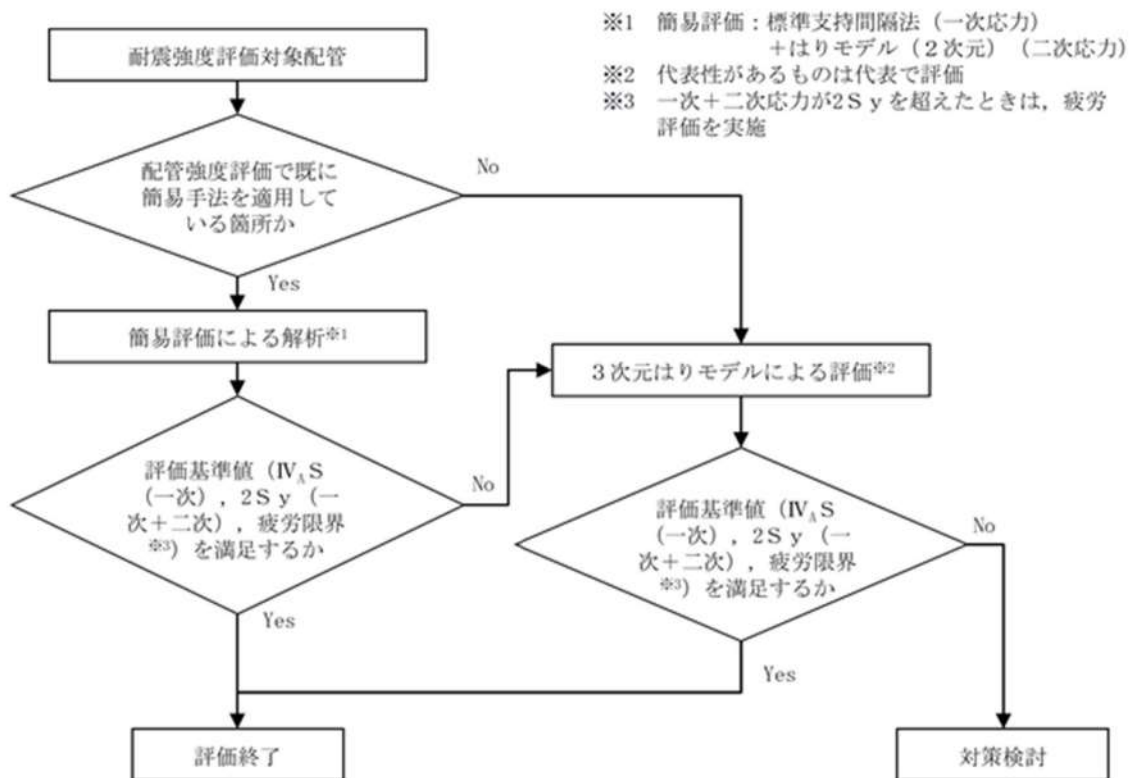 ※1 簡易評価：標準支持間隔法（一次応力）
＋はりモデル（２次元）（二次応力）
※2 代表性があるものは代表で評価
※3 一次＋二次応力が2Ｓｙを超えたときは，疲労
評価を実施
耐震強度評価対象配管
配管強度評価で既に
簡易手法を適用して
いる箇所か
No
Yes
簡易評価による解析※1
３次元はりモデルによる評価※2
評価基準値（ⅣAＳ
（一次），2Ｓｙ（一
次＋二次），疲労限界
※3）を満足するか
No
Yes
評価基準値（ⅣAＳ
（一次），2Ｓｙ（一
次＋二次），疲労限界
※3）を満足するか
No
Yes
評価終了
対策検討